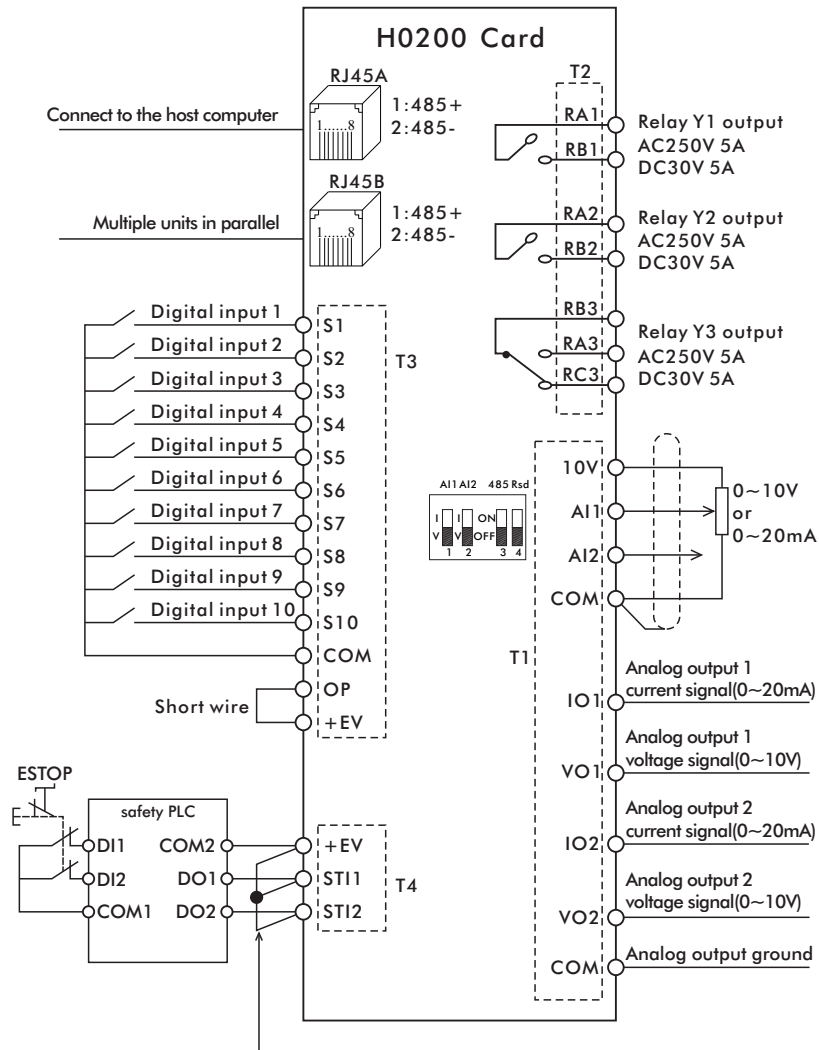 H0200 Card
RJ45A
1......8
1:485+
2:485-
Connect to the host computer
RJ45B
1......8
1:485+
2:485-
Multiple units in parallel
T2
RA1
RB1
Relay Y1 output
AC250V 5A
DC30V 5A
RA2
RB2
Relay Y2 output
AC250V 5A
DC30V 5A
RB3
RA3
RC3
Relay Y3 output
AC250V 5A
DC30V 5A
Digital input 1
S1
Digital input 2
S2
Digital input 3
S3
Digital input 4
S4
Digital input 5
S5
Digital input 6
S6
Digital input 7
S7
Digital input 8
S8
Digital input 9
S9
Digital input 10
S10
COM
OP
+EV
T3
Short wire
AI1 AI2 485 Rsd
I I ON
V V OFF
1 2 3 4
10V
AI1
AI2
COM
0~10V
or
0~20mA
T1
IO1
Analog output 1
current signal(0~20mA)
VO1
Analog output 1
voltage signal(0~10V)
IO2
Analog output 2
current signal(0~20mA)
VO2
Analog output 2
voltage signal(0~10V)
COM
Analog output ground
ESTOP
safety PLC
DI1
DI2
COM1
COM2
DO1
DO2
+EV
STI1
STI2
T4